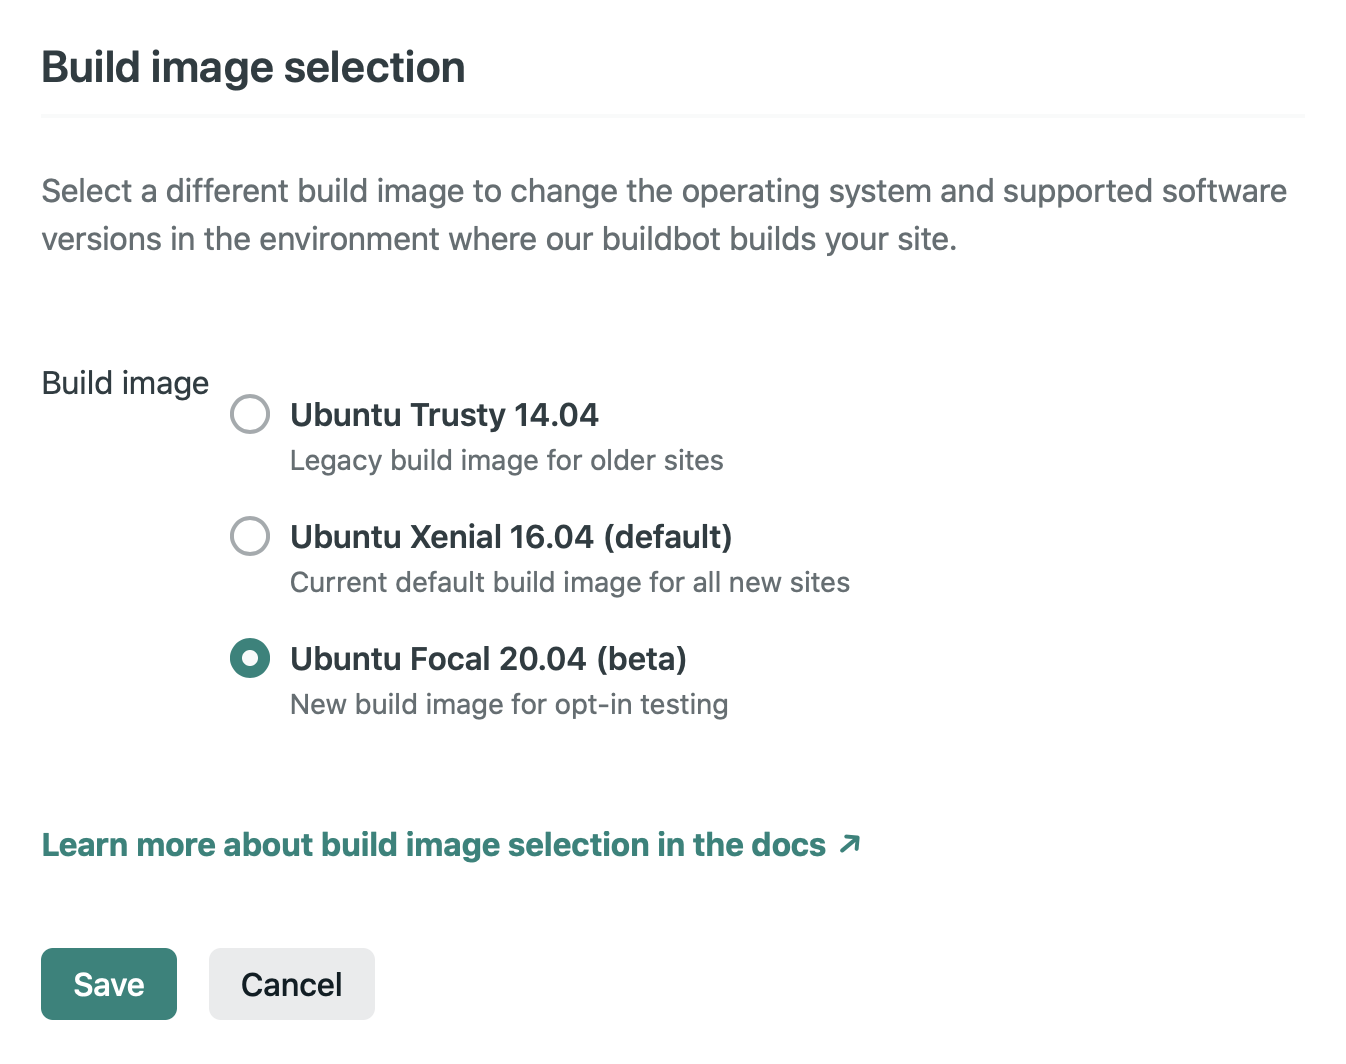 Build image selection
Select a different build image to change the operating system and supported software
versions in the environment where our buildbot builds your site.
Build image
Ubuntu Trusty 14.04
Legacy build image for older sites
Ubuntu Xenial 16.04 (default)
Current default build image for all new sites
Ubuntu Focal 20.04 (beta)
New build image for opt-in testing
Learn more about build image selection in the docs ↗
Save Cancel